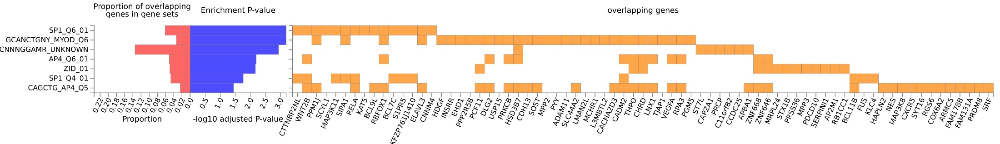 Proportion of overlapping
genes in gene sets
Enrichment P-value
overlapping genes
SP1_Q6_01
GCANCTGNY_MYOD_Q6
CNNNGGAMR_UNKNOWN
AP4_Q6_01
ZID_01
SP1_Q4_01
CAGCTG_AP4_Q5
0.22 0.20 0.18 0.16 0.14 0.12 0.10 0.08 0.06 0.04 0.02 0.0 0.5 1.0 1.5 2.0 2.5 3.0
CTTNBP2NL WNT2B PPM1J SCYL1 MAP3K11 SIPA1 RELA KAT5 BCL9L RBFOX1 BCL7C S1PR5 KFZP761J1410 ELAVL3 CNNM4 HDGF INSRR EHD1 PPP2R5B PCF11 DLG2 USP15 PRKCB HSD3B7 CDH13 SOST MPP2 PYY ADAM11 SLC44A2 LMAN2L MCHR1 L3MBTL2 CACNA2D3 CADM2 THPO CHRD LNX1 TJAP1 VEGFA RPA3 PGM5 ST7L CAPZA1 PRCP C11orf82 CCDC25 APBA1 ZNF668 ZNF646 MRPL24 STX1B PRSS36 MPP3 PDCD10 SERPINI1 AP2M1 RB1CC1 BCL11B FUS KLC4 HAPLN2 NES MAP3K8 CXCR5 SYT16 RGS6 COX6A2 ARMC5 FAM178B FAM131A PRDM8 SRF
Proportion
-log10 adjusted P-value